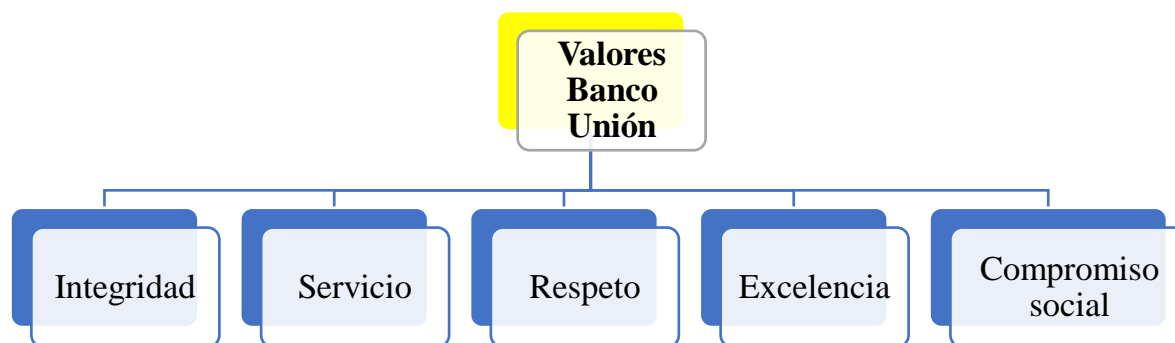 Valores
Banco
Unión
Integridad
Servicio
Respeto
Excelencia
Compromiso
social